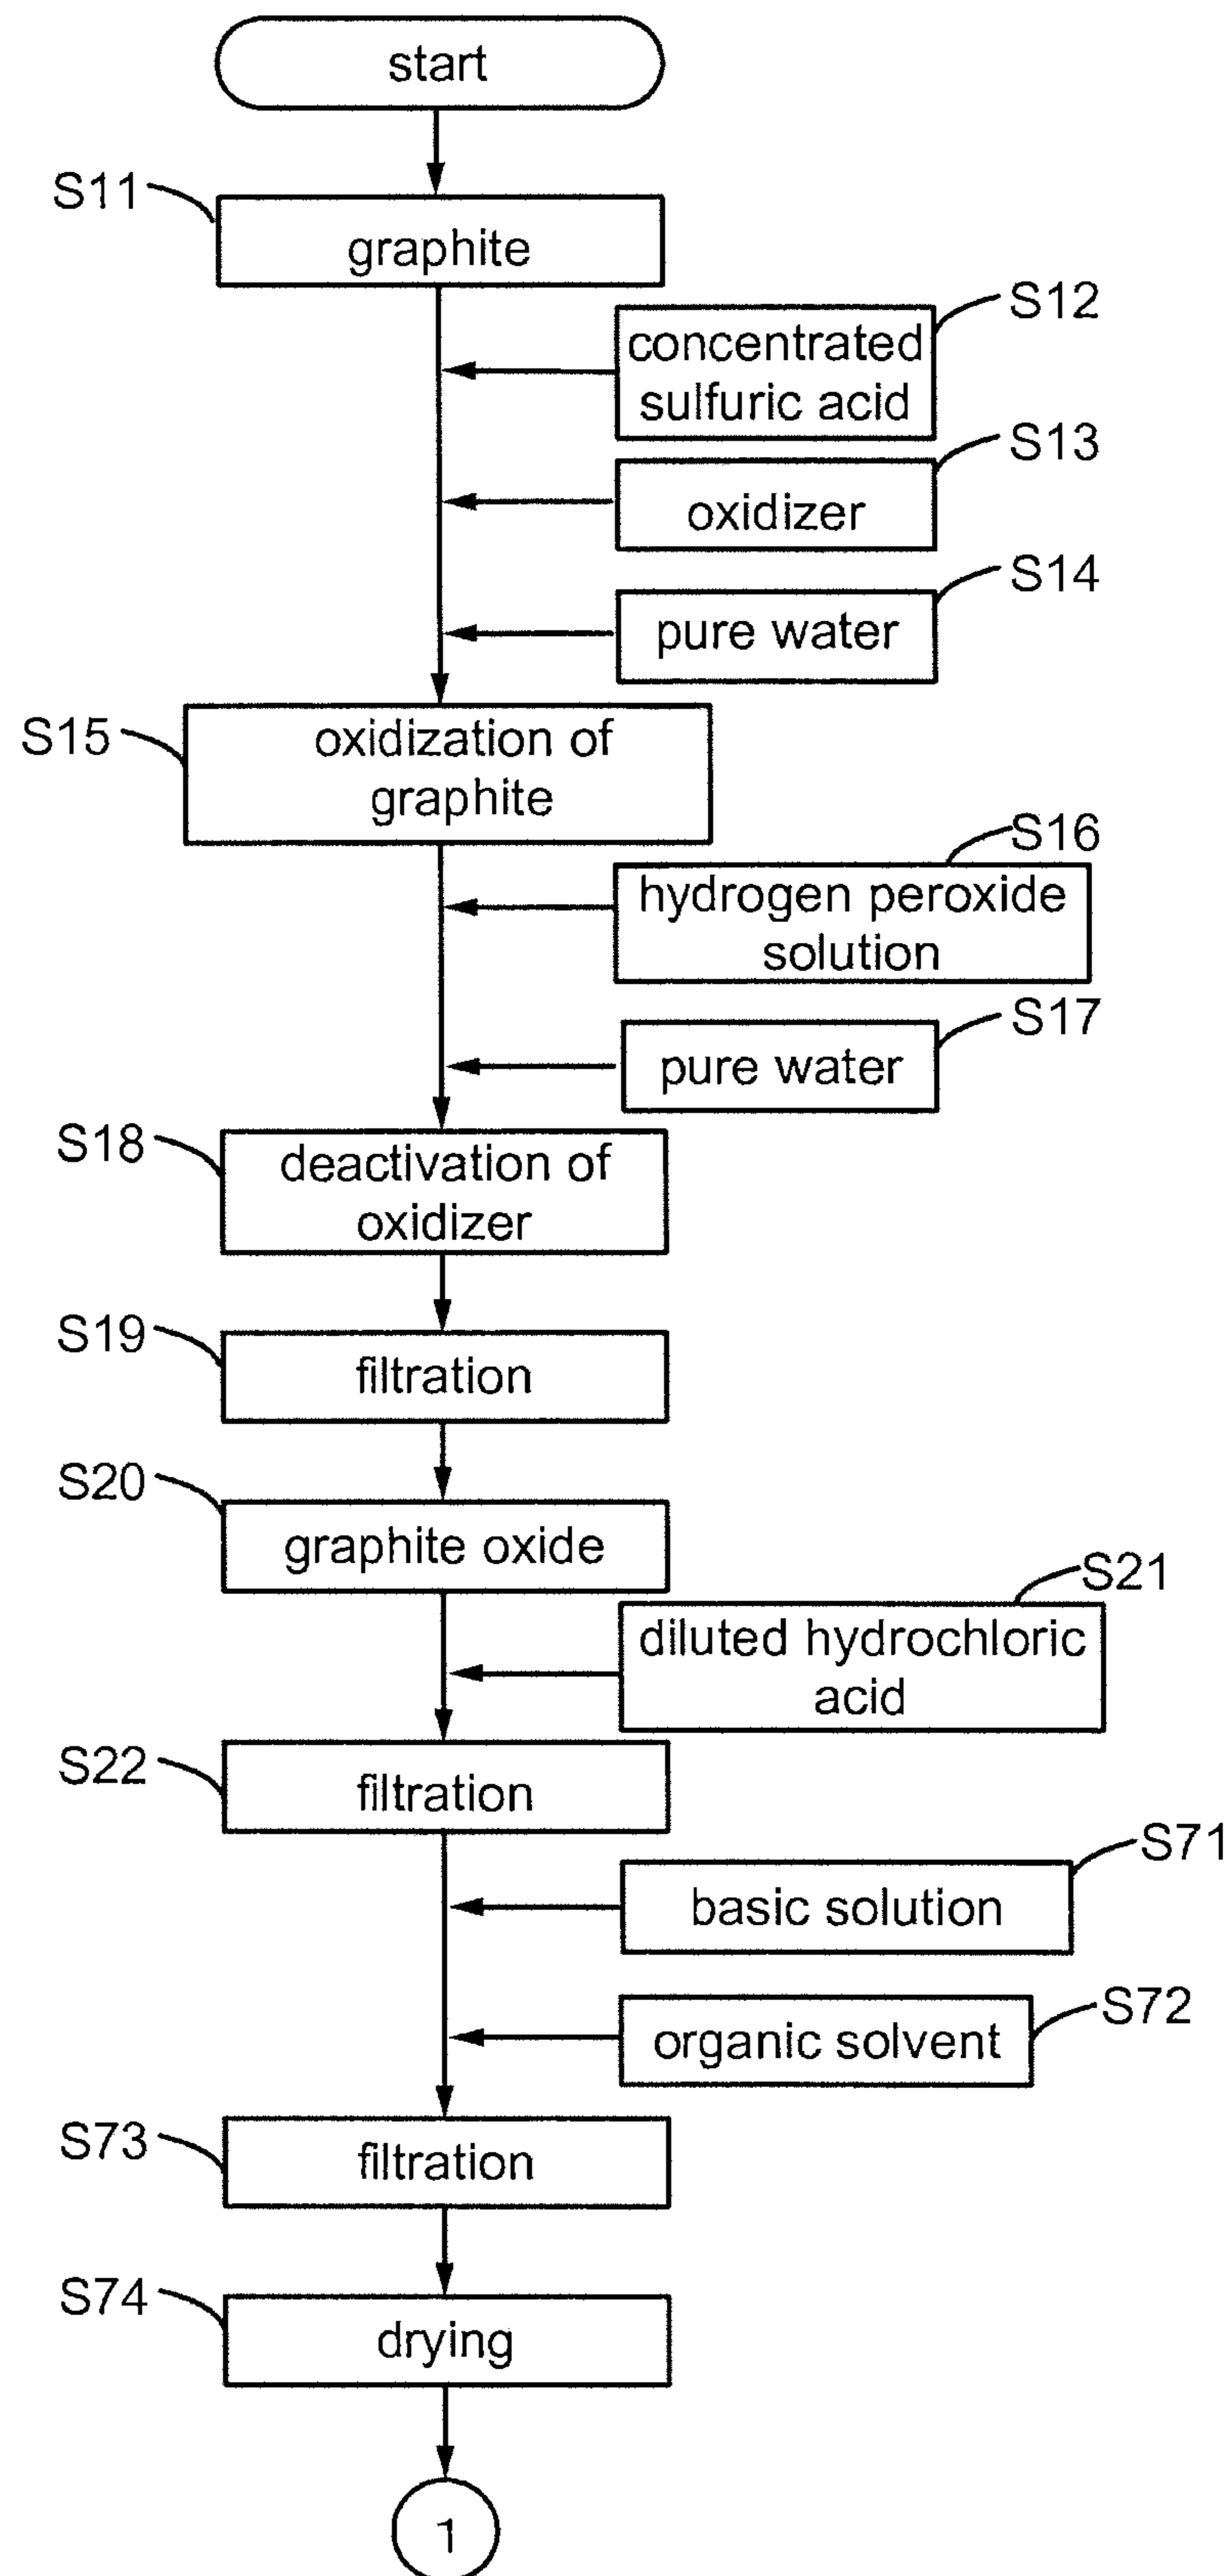 start
S11
graphite
S12
concentrated
sulfuric acid
S13
oxidizer
S14
pure water
S15
oxidization of
graphite
S16
hydrogen peroxide
solution
S17
pure water
S18
deactivation of
oxidizer
S19
filtration
S20
graphite oxide
S21
diluted hydrochloric
acid
S22
filtration
S71
basic solution
S72
organic solvent
S73
filtration
S74
drying
1